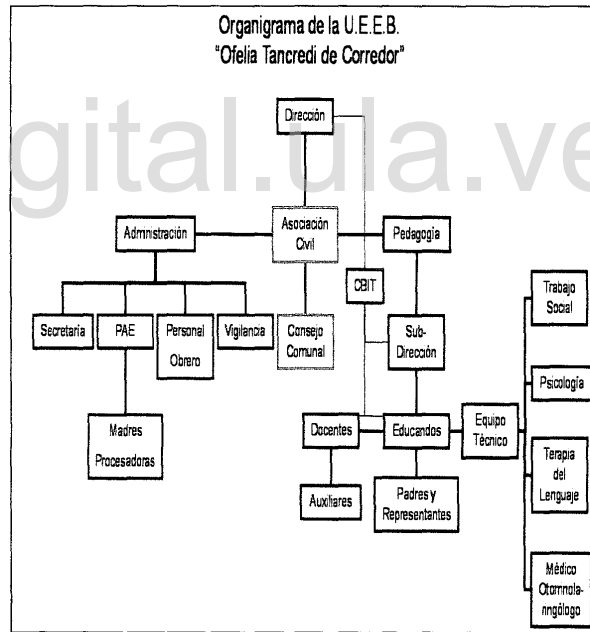 Organigrama de la U.E.E.B.
"Ofelia Tancredi de Corredor"
Dirección
gital.ula.ve
Administración
Asociación
Civil
Pedagogía
CBIT
Trabajo
Social
Secretaría
PAE
Personal
Obrero
Vigilancia
Consejo
Comunal
Sub-
Dirección
Psicología
Madres
Procesadoras
Docentes
Educandos
Equipo
Técnico
Terapia
del
Lenguaje
Auxiliares
Padres y
Representantes
Médico
Otorrinola-
ringólogo